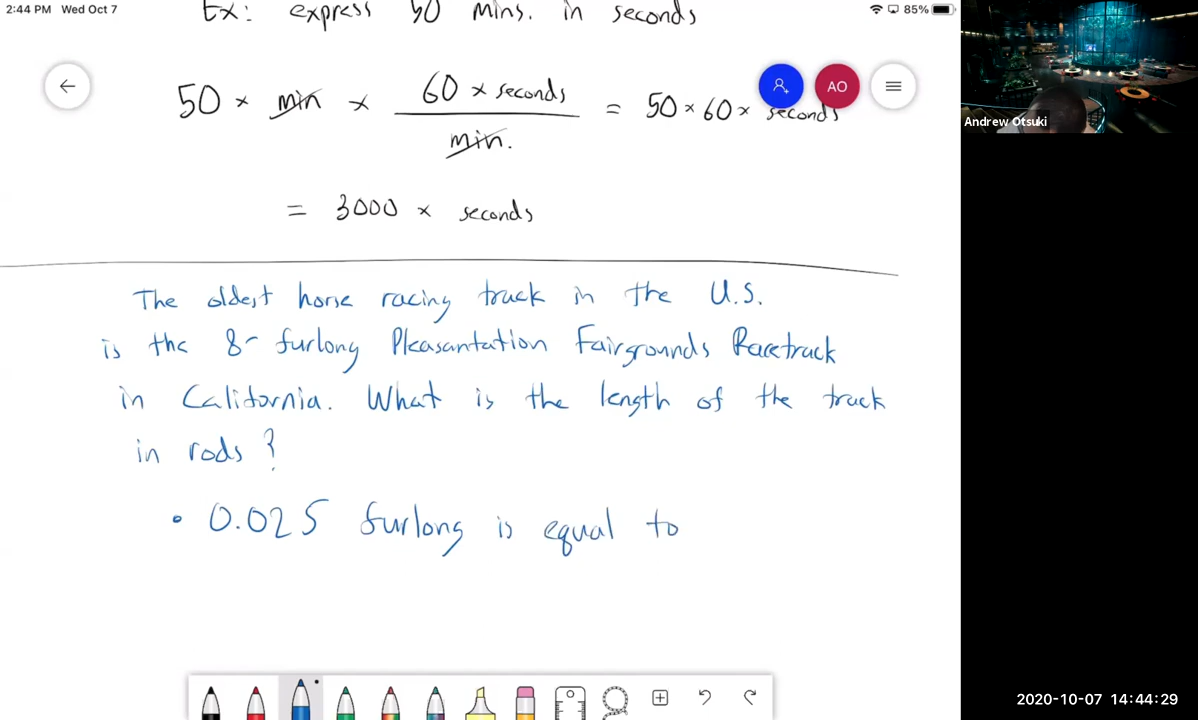 2:44 PM Wed Oct 7
85%
Ex: express 50 mins. in seconds
AO
50 × min × 60 × seconds / min. = 50 × 60 × seconds
= 3000 × seconds
The oldest horse racing track in the U.S.
is the 8-furlong Pleasantation Fairgrounds Racetrack
in California. What is the length of the track
in rods?
• 0.025 furlong is equal to
Andrew Otsuki
2020-10-07 14:44:29